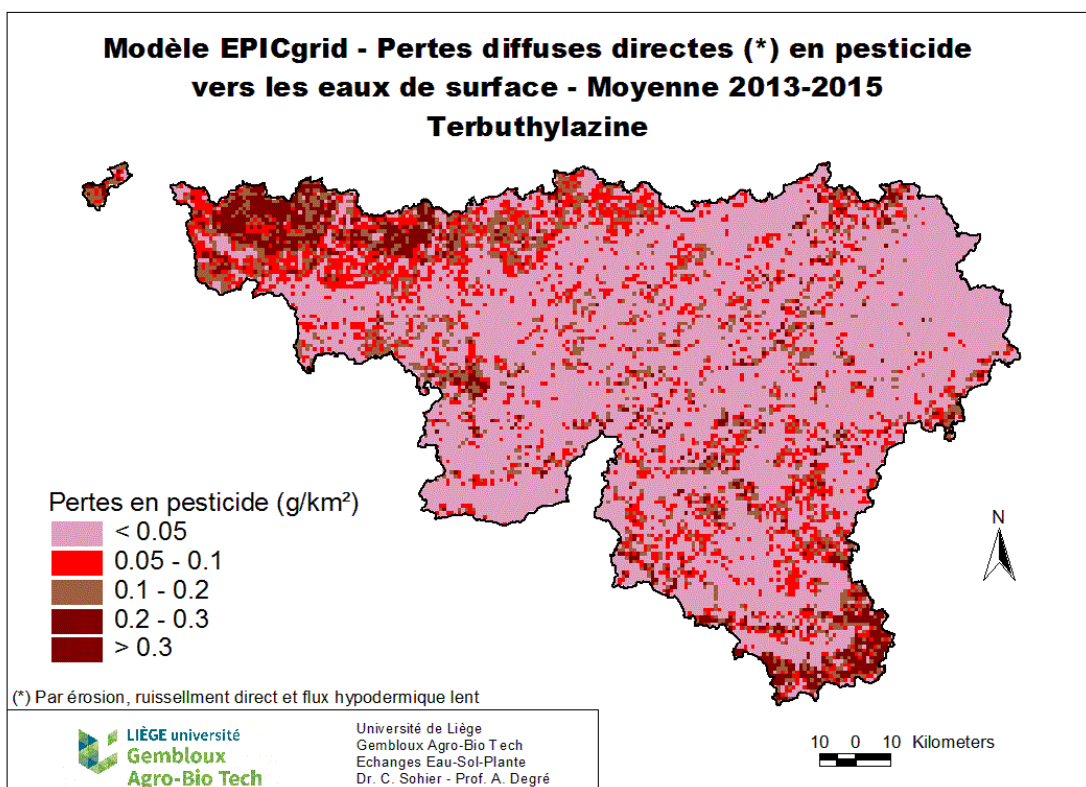 Modèle EPICgrid - Pertes diffuses directes (*) en pesticide
vers les eaux de surface - Moyenne 2013-2015
Terbuthylazine
Pertes en pesticide (g/km²)
< 0.05
0.05 - 0.1
0.1 - 0.2
0.2 - 0.3
> 0.3
N
(*) Par érosion, ruissellment direct et flux hypodermique lent
LIÈGE université
Gembloux
Agro-Bio Tech
Université de Liège
Gembloux Agro-Bio Tech
Echanges Eau-Sol-Plante
Dr. C. Sohier - Prof. A. Degré
10 0 10 Kilometers